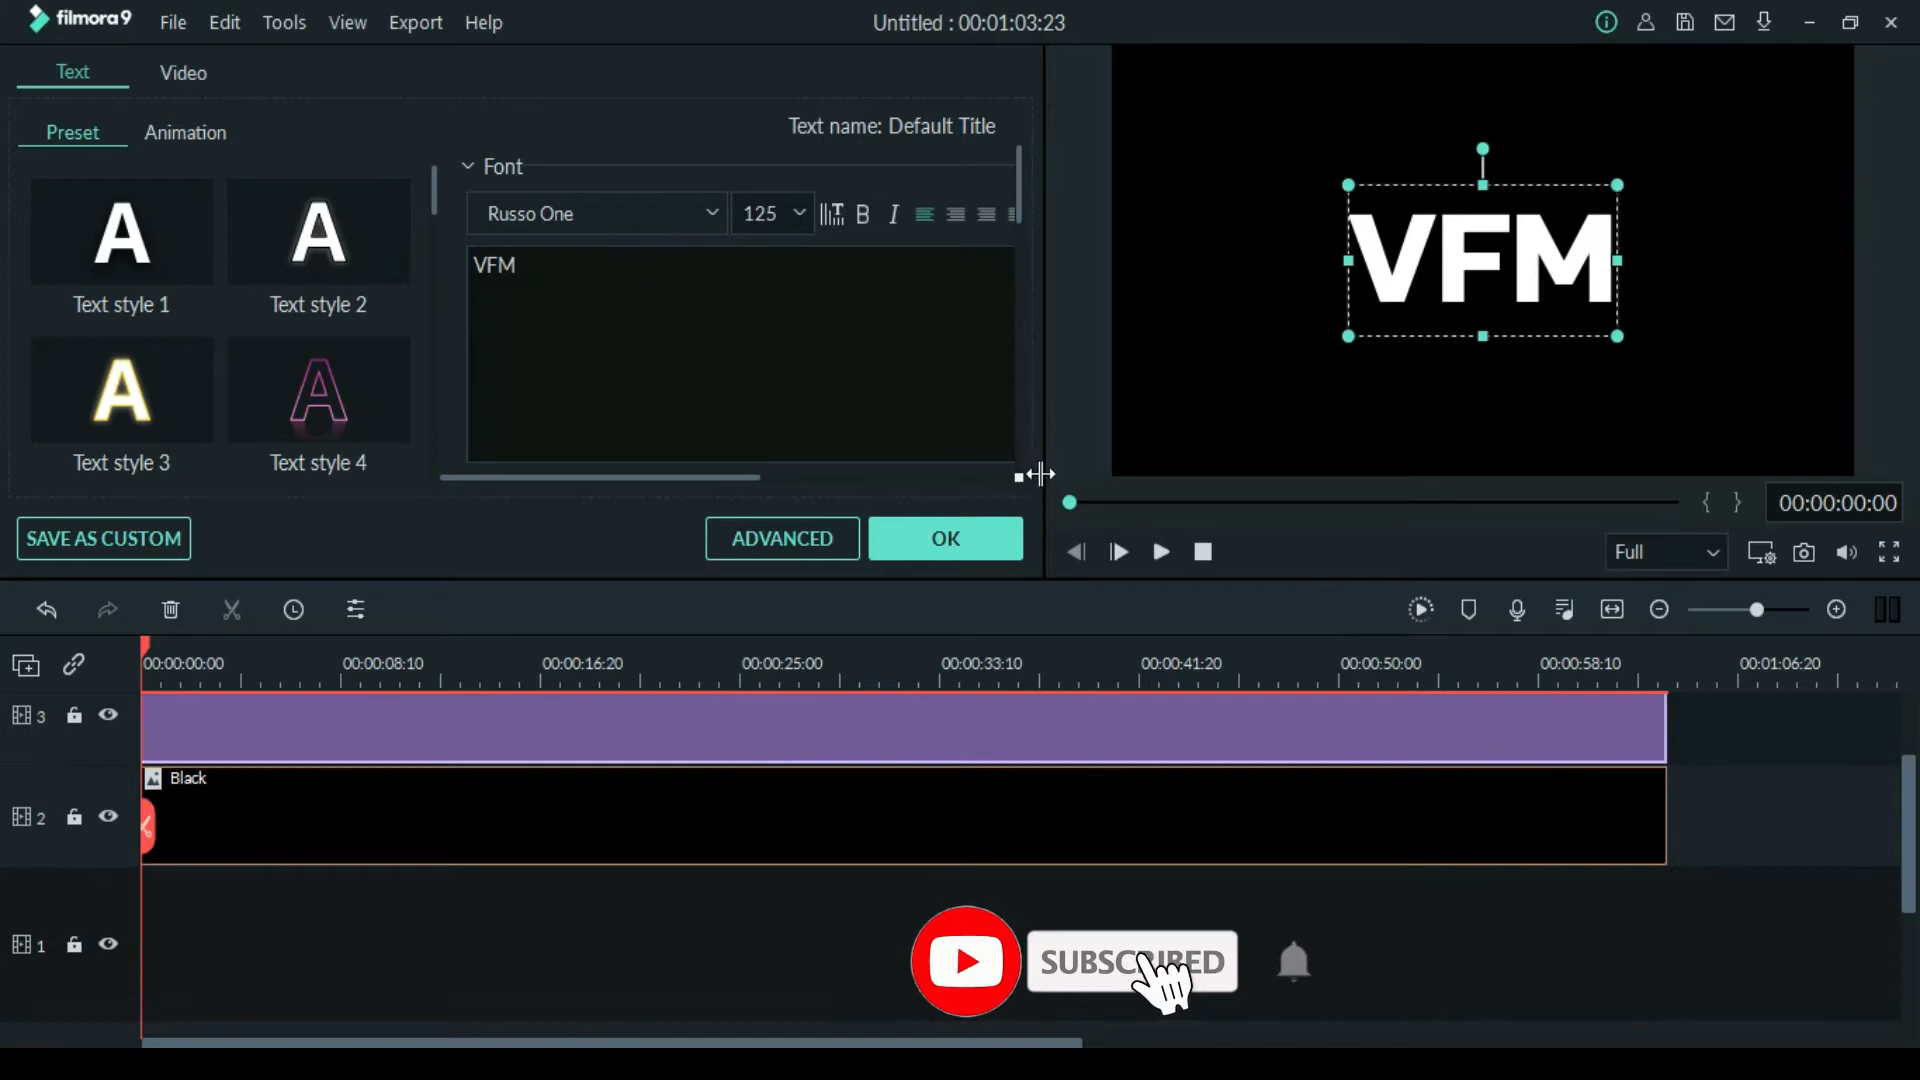 filmora9 File Edit Tools View Export Help Untitled : 00:01:03:23
Text Video
Preset Animation Text name: Default Title
Font
Russo One 125 B I
VFM
A A
Text style 1 Text style 2
A A
Text style 3 Text style 4
VFM
00:00:00:00
SAVE AS CUSTOM ADVANCED OK
Full
00:00:00:00 00:00:08:10 00:00:16:20 00:00:25:00 00:00:33:10 00:00:41:20 00:00:50:00 00:00:58:10 00:01:06:20
3
Black
2
1
SUBSCRIBED